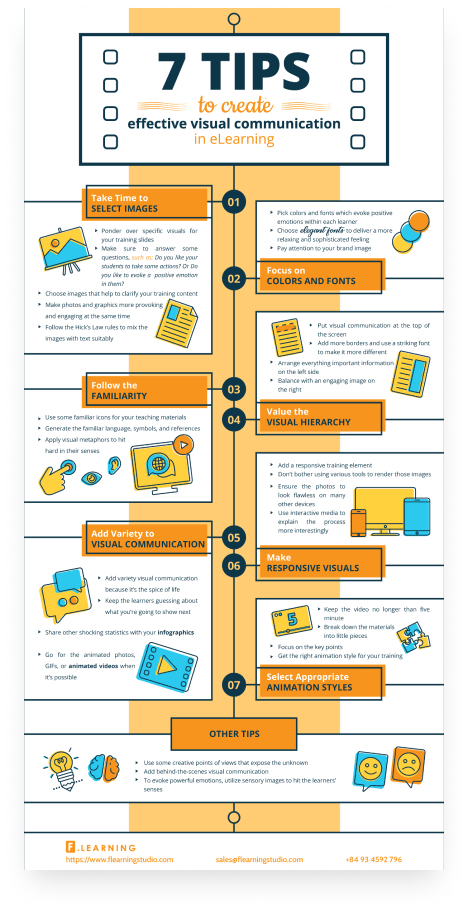 7 TIPS
to create
effective visual communication
in eLearning
Take Time to
SELECT IMAGES
01
Ponder over specific visuals for
your training slides
Make sure to answer some
questions, such as: Do you like your
students to take some actions? Or Do
you like to evoke a positive emotion
in them?
Choose images that help to clarify your training content
Make photos and graphics more provoking
and engaging at the same time
Follow the Hick's Law rules to mix the
images with text suitably
Pick colors and fonts which evoke positive
emotions within each learner
Choose elegant fonts to deliver a more
relaxing and sophisticated feeling
Pay attention to your brand image
02
Focus on
COLORS AND FONTS
Put visual communication at the top of
the screen
Add more borders and use a striking font
to make it more different
Arrange everything important information
on the left side
Balance with an engaging image on
the right
Follow the
FAMILIARITY
03
Use some familiar icons for your teaching materials
Generate the familiar language, symbols, and references
Apply visual metaphors to hit
hard in their senses
04
Value the
VISUAL HIERARCHY
Add a responsive training element
Don't bother using various tools to render those images
Ensure the photos to
look flawless on many
other devices
Use interactive media to
explain the process
more interestingly
Add Variety to
VISUAL COMMUNICATION
05
Add variety visual communication
because it's the spice of life
Keep the learners guessing about
what you're going to show next
Share other shocking statistics with your infographics
Go for the animated photos,
GIFs, or animated videos when
it's possible
06
Make
RESPONSIVE VISUALS
5
Keep the video no longer than five
minute
Break down the materials
into little pieces
Focus on the key points
Get the right animation style for your training
07
Select Appropriate
ANIMATION STYLES
OTHER TIPS
Use some creative points of views that expose the unknown
Add behind-the-scenes visual communication
To evoke powerful emotions, utilize sensory images to hit the learners'
senses
F.LEARNING
https://www.flearningstudio.com
sales@flearningstudio.com
+84 93 4592 796